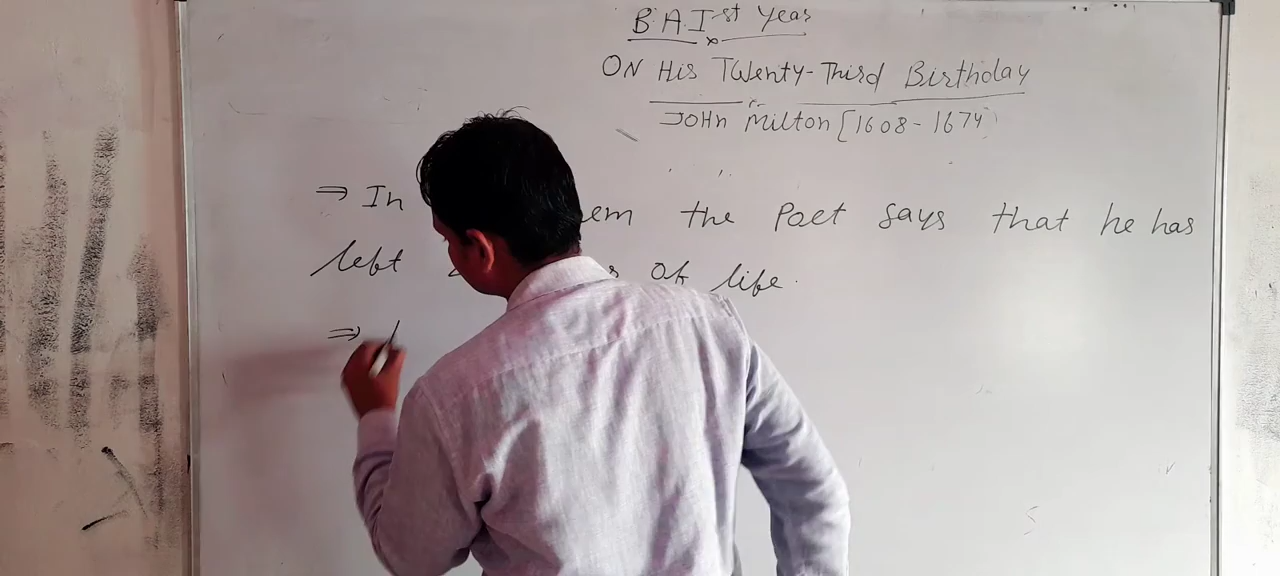 B.A Ist Year
ON His Twenty-Third Birthday
JOHN Milton [1608-1674]
⇒ In em the Poet says that he has
left s of life.
⇒